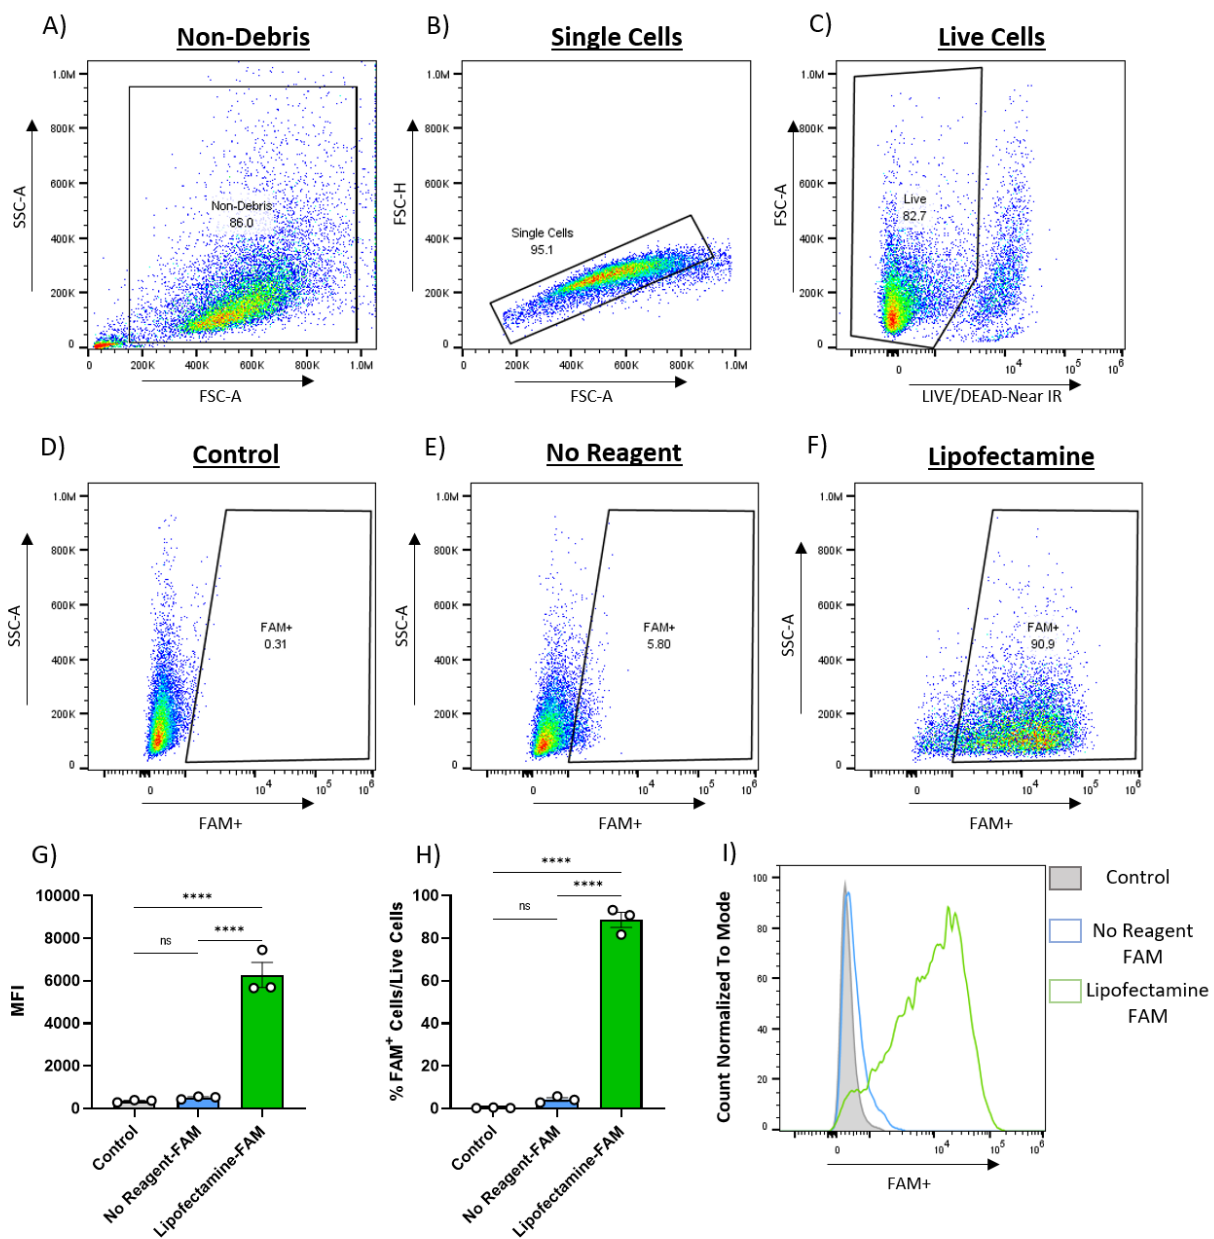 A)
Non-Debris
1.0M
800K
600K
400K
200K
0
SSC-A
Non-Debris
86.0
0
200K
400K
600K
800K
1.0M
FSC-A
B)
Single Cells
1.0M
800K
600K
400K
200K
0
FSC-H
Single Cells
95.1
0
200K
400K
600K
800K
1.0M
FSC-A
C)
Live Cells
1.0M
800K
600K
400K
200K
0
FSC-A
Live
82.7
0
10^4
10^5
10^6
LIVE/DEAD-Near IR
D)
Control
1.0M
800K
600K
400K
200K
0
SSC-A
FAM+
0.31
0
10^4
10^5
10^6
FAM+
E)
No Reagent
1.0M
800K
600K
400K
200K
0
SSC-A
FAM+
5.80
0
10^4
10^5
10^6
FAM+
F)
Lipofectamine
1.0M
800K
600K
400K
200K
0
SSC-A
FAM+
90.9
0
10^4
10^5
10^6
FAM+
G)
10000
8000
6000
4000
2000
0
MFI
****
ns
****
Control
No Reagent-FAM
Lipofectamine-FAM
H)
100
80
60
40
20
0
% FAM+ Cells/Live Cells
****
****
ns
Control
No Reagent-FAM
Lipofectamine-FAM
I)
100
80
60
40
20
0
Count Normalized To Mode
0
10^4
10^5
10^6
FAM+
Control
No Reagent
FAM
Lipofectamine
FAM